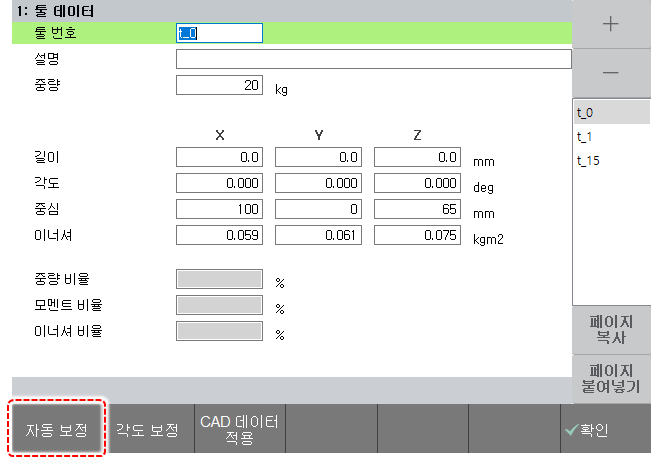 1: 툴 데이터
툴 번호 t_0
설명
중량 20 kg
X Y Z
길이 0.0 0.0 0.0 mm
각도 0.000 0.000 0.000 deg
중심 100 0 65 mm
이너셔 0.059 0.061 0.075 kgm2
중량 비율 %
모멘트 비율 %
이너셔 비율 %
+
−
t_0
t_1
t_15
페이지
복사
페이지
붙여넣기
자동 보정
각도 보정
CAD 데이터
적용
확인